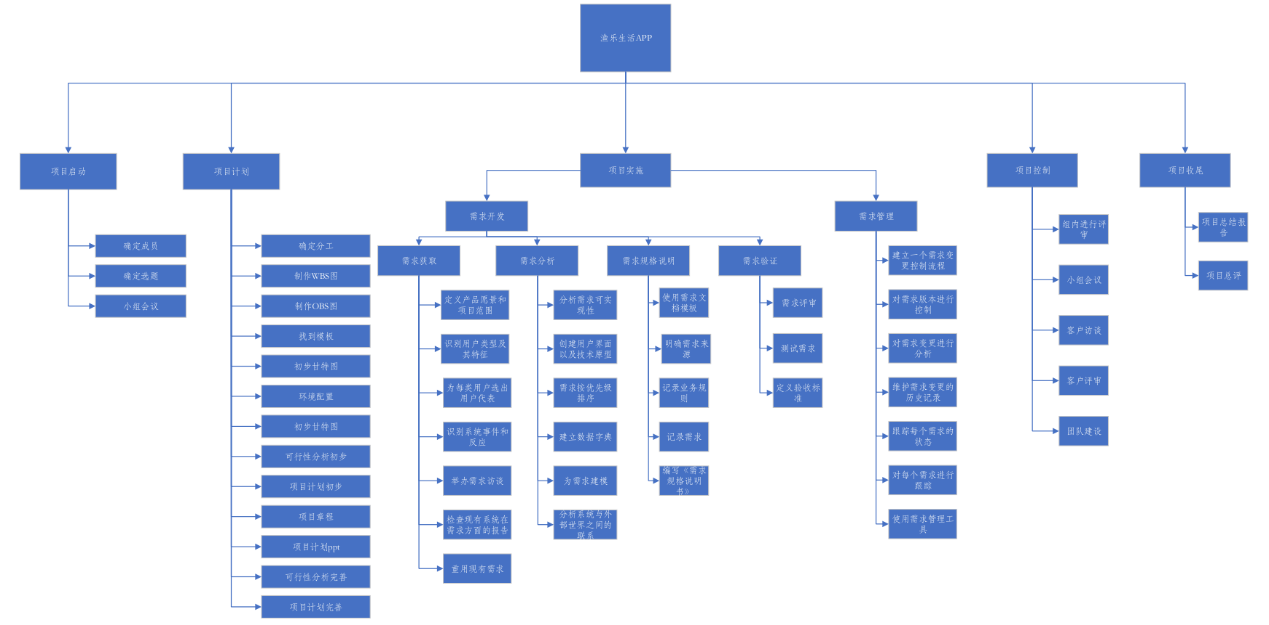 渝乐生活APP
项目启动
确定成员
确定选题
小组会议
项目计划
确定分工
制作WBS图
制作OBS图
找到模板
初步甘特图
环境配置
初步甘特图
可行性分析初步
项目计划初步
项目章程
项目计划ppt
可行性分析完善
项目计划完善
项目实施
需求开发
需求获取
定义产品愿景和
项目范围
识别用户类型及
其特征
为每类用户选出
用户代表
识别系统事件和
反应
举办需求访谈
检查现有系统在
需求方面的报告
重用现有需求
需求分析
分析需求可实
现性
创建用户界面
以及技术原型
需求按优先级
排序
建立数据字典
为需求建模
分析系统与外
部世界之间的
联系
需求规格说明
使用需求文
档模板
明确需求来
源
记录业务规
则
记录需求
编写《需求
规格说明
书》
需求验证
需求评审
测试需求
定义验收标
准
需求管理
建立一个需求变
更控制流程
对需求版本进行
控制
对需求变更进行
分析
维护需求变更的
历史记录
跟踪每个需求的
状态
对每个需求进行
跟踪
使用需求管理工
具
项目控制
组内进行评
审
小组会议
客户访谈
客户评审
团队建设
项目收尾
项目总结报
告
项目总评